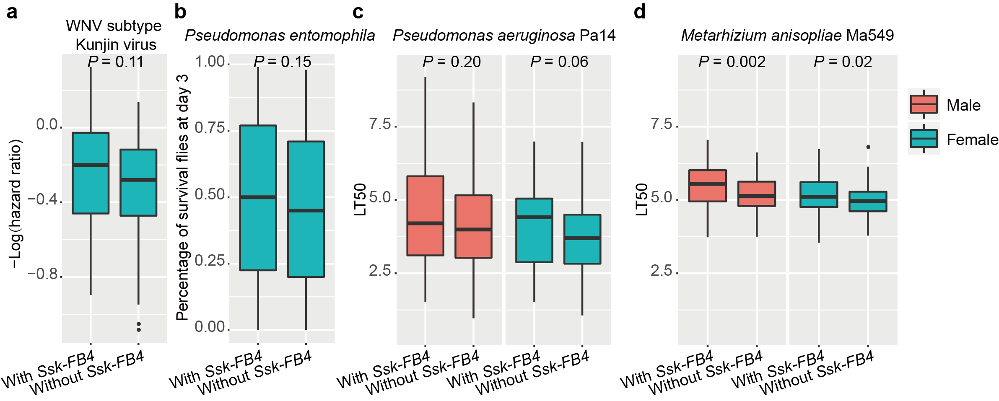 a
WNV subtype
Kunjin virus
P = 0.11
−Log(hazard ratio)
0.0
−0.4
−0.8
With Ssk-FB4
Without Ssk-FB4
b
Pseudomonas entomophila
P = 0.15
Percentage of survival flies at day 3
1.00
0.75
0.50
0.25
0.00
With Ssk-FB4
Without Ssk-FB4
c
Pseudomonas aeruginosa Pa14
P = 0.20
P = 0.06
LT50
7.5
5.0
2.5
With Ssk-FB4
Without Ssk-FB4
With Ssk-FB4
Without Ssk-FB4
d
Metarhizium anisopliae Ma549
P = 0.002
P = 0.02
LT50
7.5
5.0
2.5
With Ssk-FB4
Without Ssk-FB4
With Ssk-FB4
Without Ssk-FB4
Male
Female